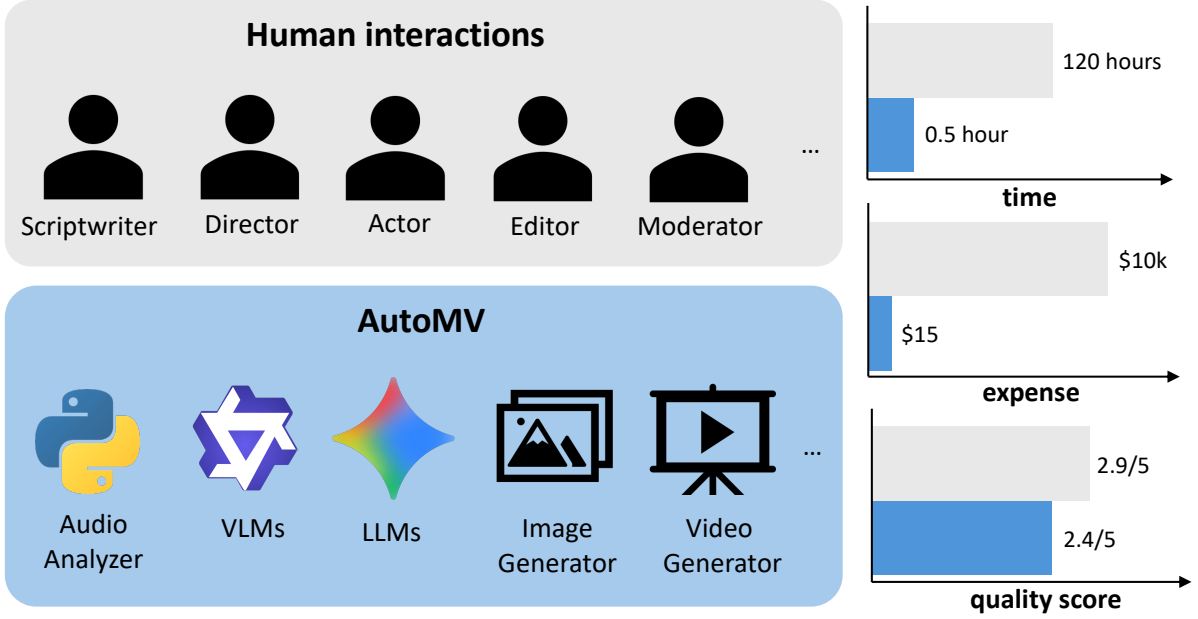 Human interactions
Scriptwriter
Director
Actor
Editor
Moderator
...
AutoMV
Audio
Analyzer
VLMs
LLMs
Image
Generator
Video
Generator
...
120 hours
0.5 hour
time
$10k
$15
expense
2.9/5
2.4/5
quality score